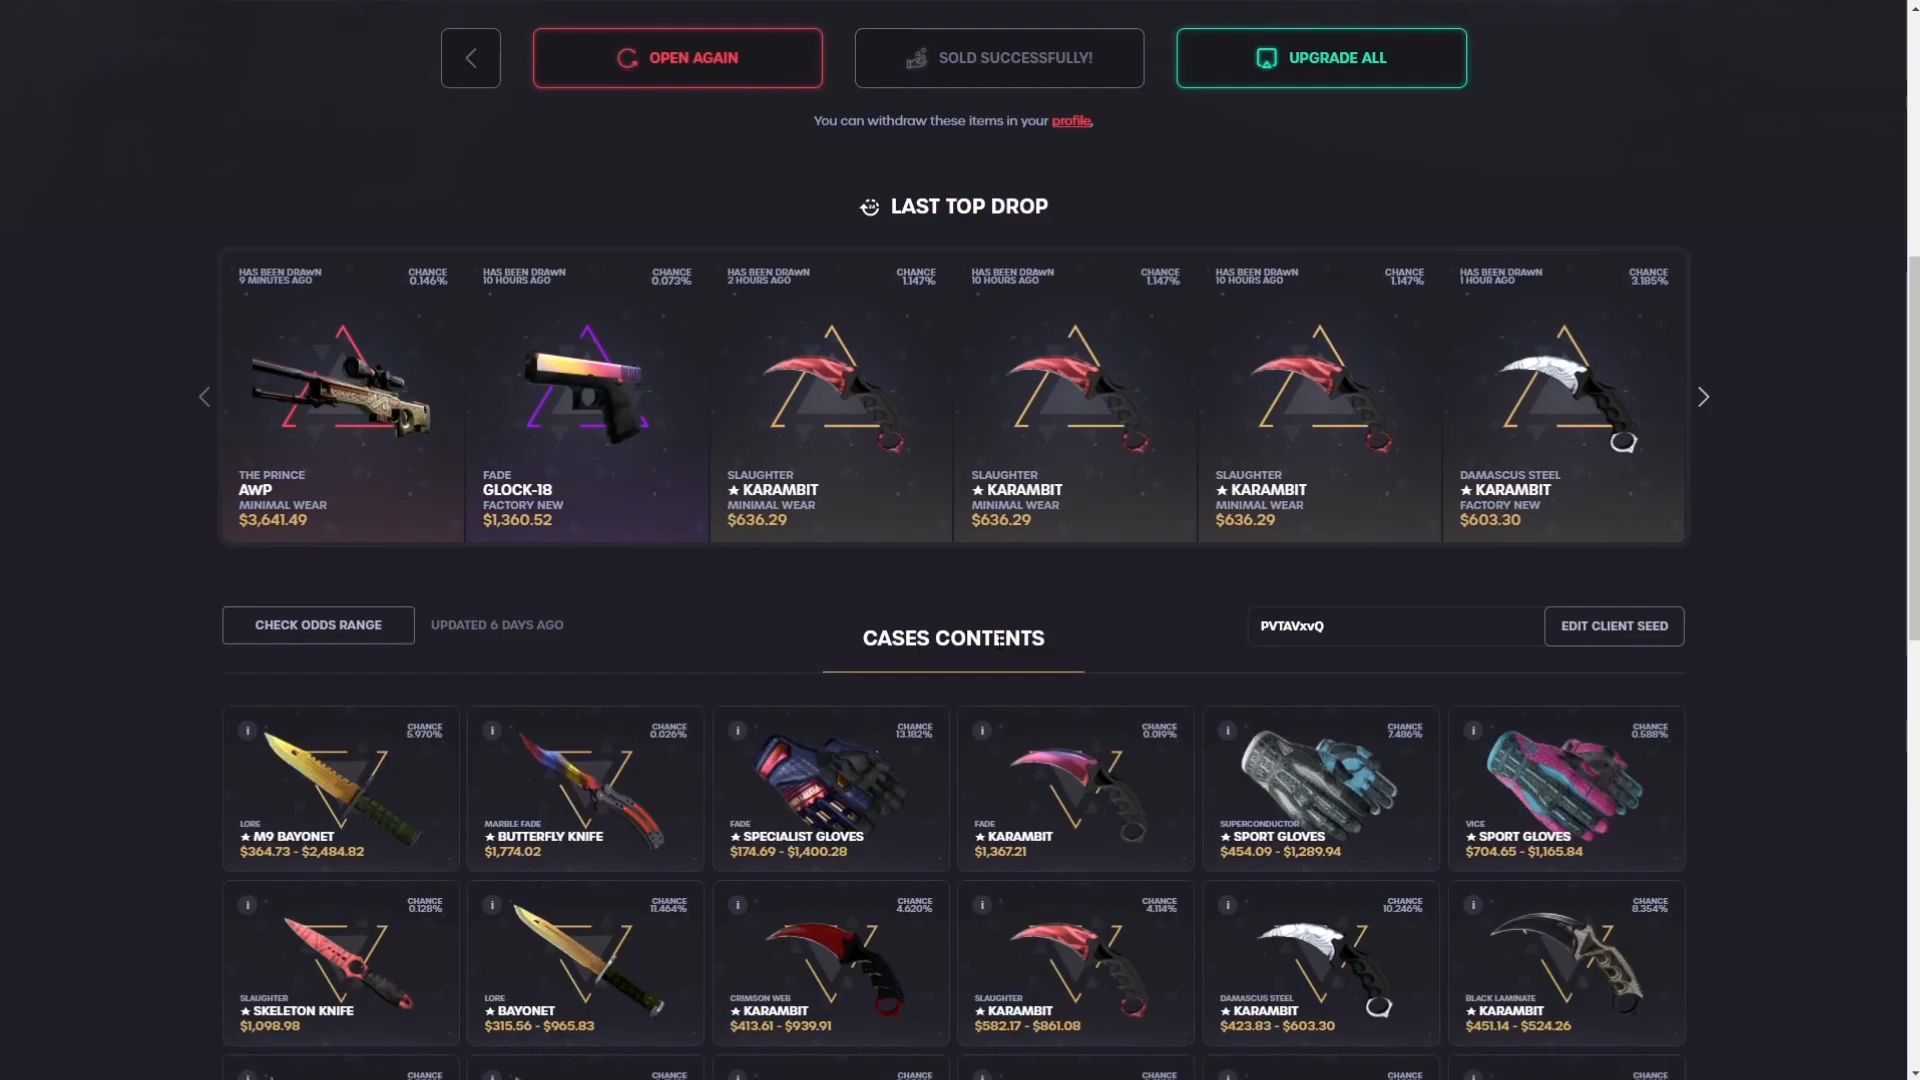 OPEN AGAIN
SOLD SUCCESSFULLY!
UPGRADE ALL
You can withdraw these items in your profile.
LAST TOP DROP
HAS BEEN DRAWN
9 MINUTES AGO
CHANCE
0.146%
THE PRINCE
AWP
MINIMAL WEAR
$3,641.49
HAS BEEN DRAWN
10 HOURS AGO
CHANCE
0.073%
FADE
GLOCK-18
FACTORY NEW
$1,360.52
HAS BEEN DRAWN
2 HOURS AGO
CHANCE
1.147%
SLAUGHTER
★ KARAMBIT
MINIMAL WEAR
$636.29
HAS BEEN DRAWN
10 HOURS AGO
CHANCE
1.147%
SLAUGHTER
★ KARAMBIT
MINIMAL WEAR
$636.29
HAS BEEN DRAWN
10 HOURS AGO
CHANCE
1.147%
SLAUGHTER
★ KARAMBIT
MINIMAL WEAR
$636.29
HAS BEEN DRAWN
1 HOUR AGO
CHANCE
3.185%
DAMASCUS STEEL
★ KARAMBIT
FACTORY NEW
$603.30
CHECK ODDS RANGE
UPDATED 6 DAYS AGO
CASES CONTENTS
PVTAVxvQ
EDIT CLIENT SEED
CHANCE
5.970%
LORE
★ M9 BAYONET
$364.73 - $2,484.82
CHANCE
0.026%
MARBLE FADE
★ BUTTERFLY KNIFE
$1,774.02
CHANCE
13.182%
FADE
★ SPECIALIST GLOVES
$174.69 - $1,400.28
CHANCE
0.019%
FADE
★ KARAMBIT
$1,367.21
CHANCE
7.486%
SUPERCONDUCTOR
★ SPORT GLOVES
$454.09 - $1,289.94
CHANCE
0.588%
VICE
★ SPORT GLOVES
$704.65 - $1,165.84
CHANCE
0.128%
SLAUGHTER
★ SKELETON KNIFE
$1,098.98
CHANCE
11.464%
LORE
★ BAYONET
$315.56 - $965.83
CHANCE
4.620%
CRIMSON WEB
★ KARAMBIT
$413.61 - $939.91
CHANCE
4.114%
SLAUGHTER
★ KARAMBIT
$582.17 - $861.08
CHANCE
10.246%
DAMASCUS STEEL
★ KARAMBIT
$423.83 - $603.30
CHANCE
8.354%
BLACK LAMINATE
★ KARAMBIT
$451.14 - $524.26
CHANCE
CHANCE
CHANCE
CHANCE
CHANCE
CHANCE